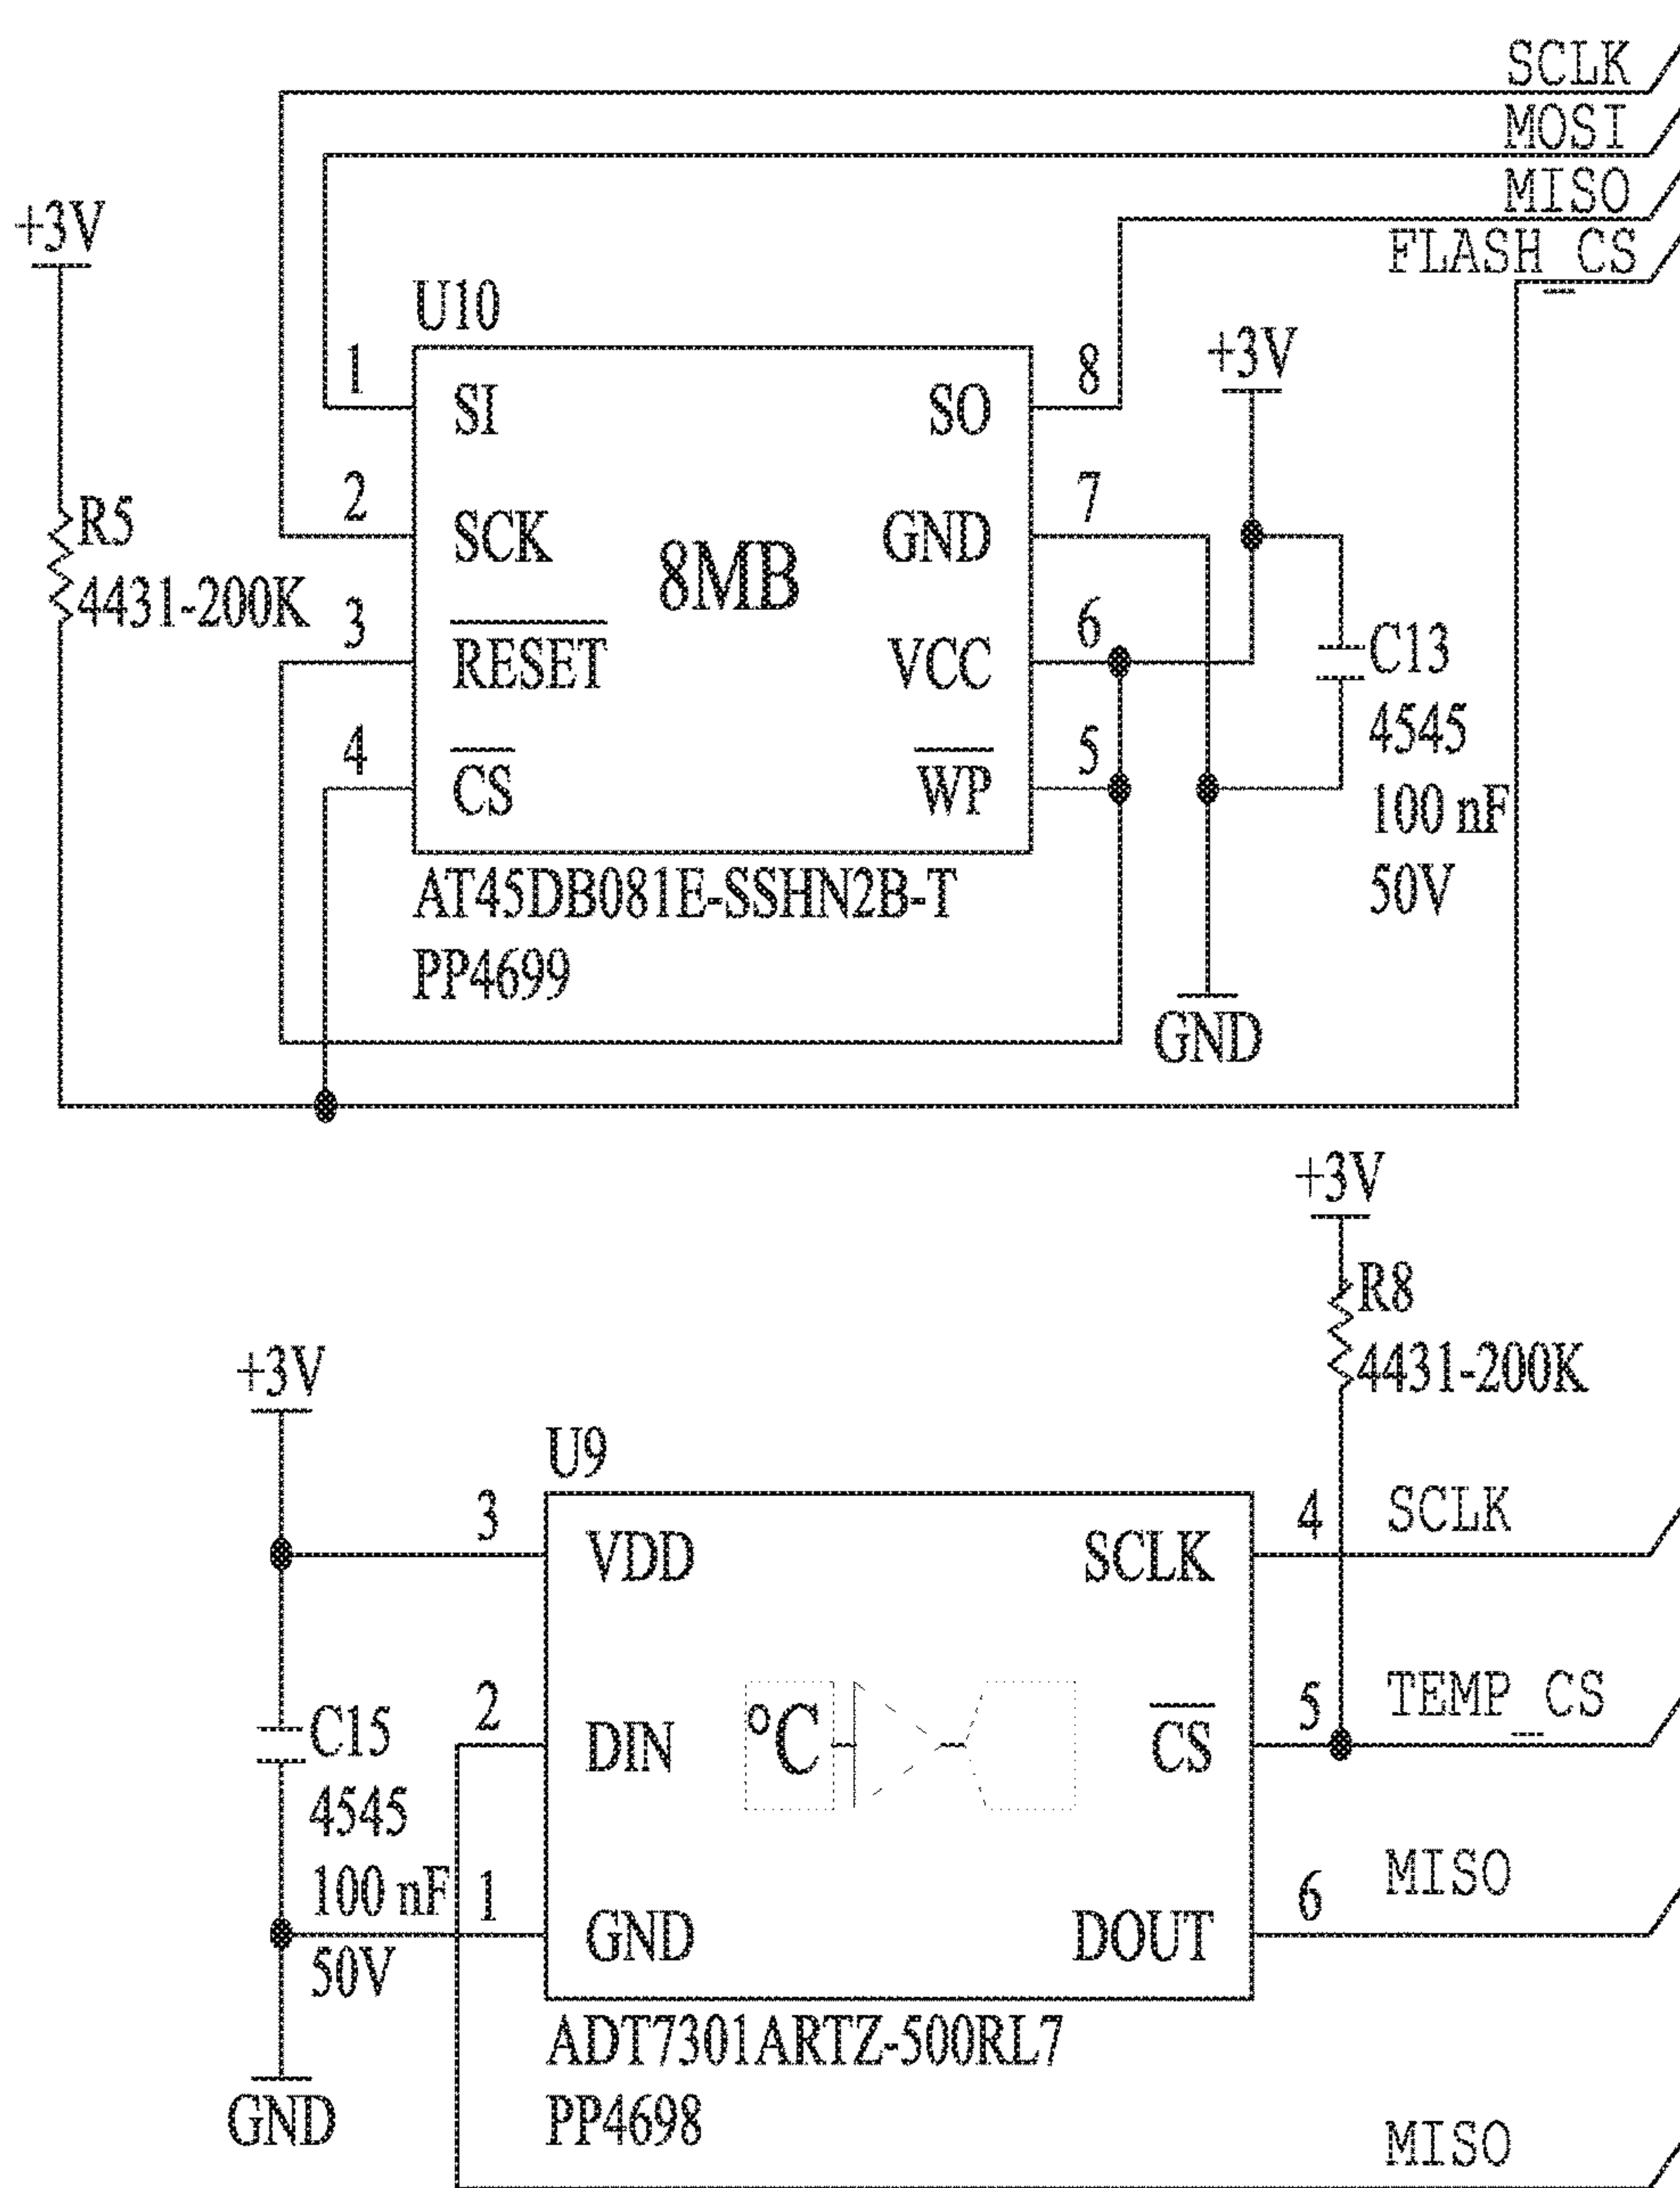 SCLK
MOSI
MISO
FLASH_CS
+3V
U10
+3V
1
SI
SO
8
R5
4431-200K
2
SCK
8MB
GND
7
3
RESET
VCC
6
C13
4545
100 nF
50V
4
CS
WP
5
AT45DB081E-SSHN2B-T
PP4699
GND
+3V
R8
4431-200K
+3V
U9
3
VDD
SCLK
4
SCLK
2
DIN
°C
CS
5
TEMP_CS
C15
4545
100 nF
50V
1
GND
DOUT
6
MISO
ADT7301ARTZ-500RL7
PP4698
GND
MISO